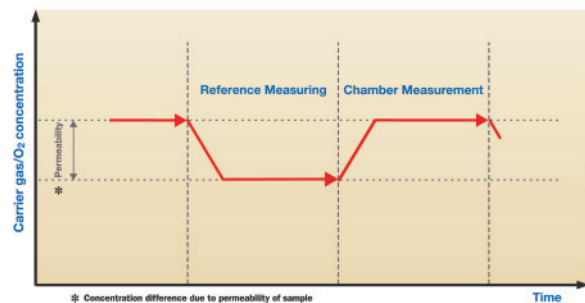 Reference Measuring
Chamber Measurement
Carrier gas/O₂ concentration
Permeability
*
* Concentration difference due to permeability of sample
Time